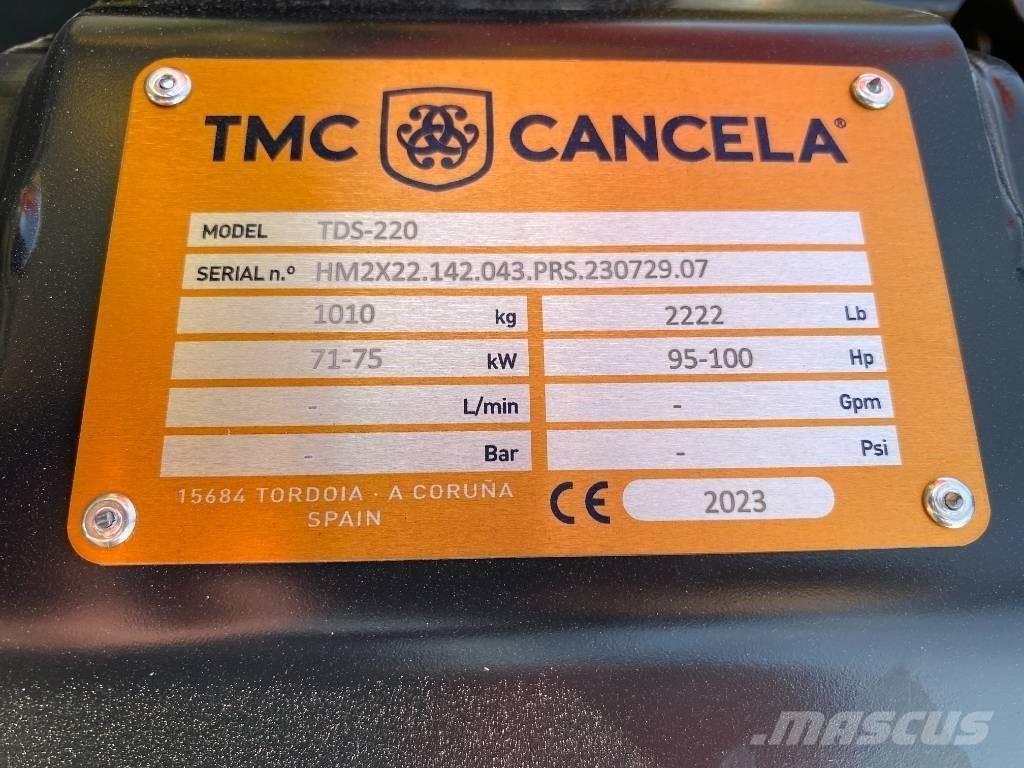 TMC CANCELA®
MODEL TDS-220
SERIAL n.º HM2X22.142.043.PRS.230729.07
1010 kg 2222 Lb
71-75 kW 95-100 Hp
- L/min - Gpm
- Bar - Psi
15684 TORDOIA · A CORUÑA
SPAIN
CE 2023
MASCUS